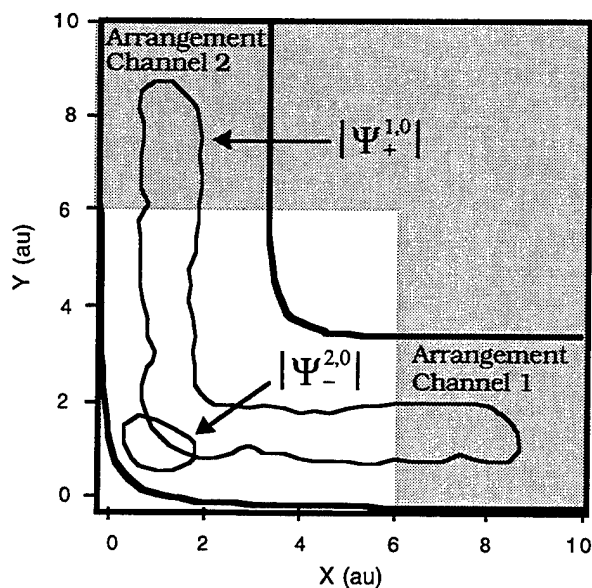 10
8
6
4
2
0
Y (au)
Arrangement
Channel 2
|Ψ₊¹,⁰|
|Ψ₋²,⁰|
Arrangement
Channel 1
0 2 4 6 8 10
X (au)